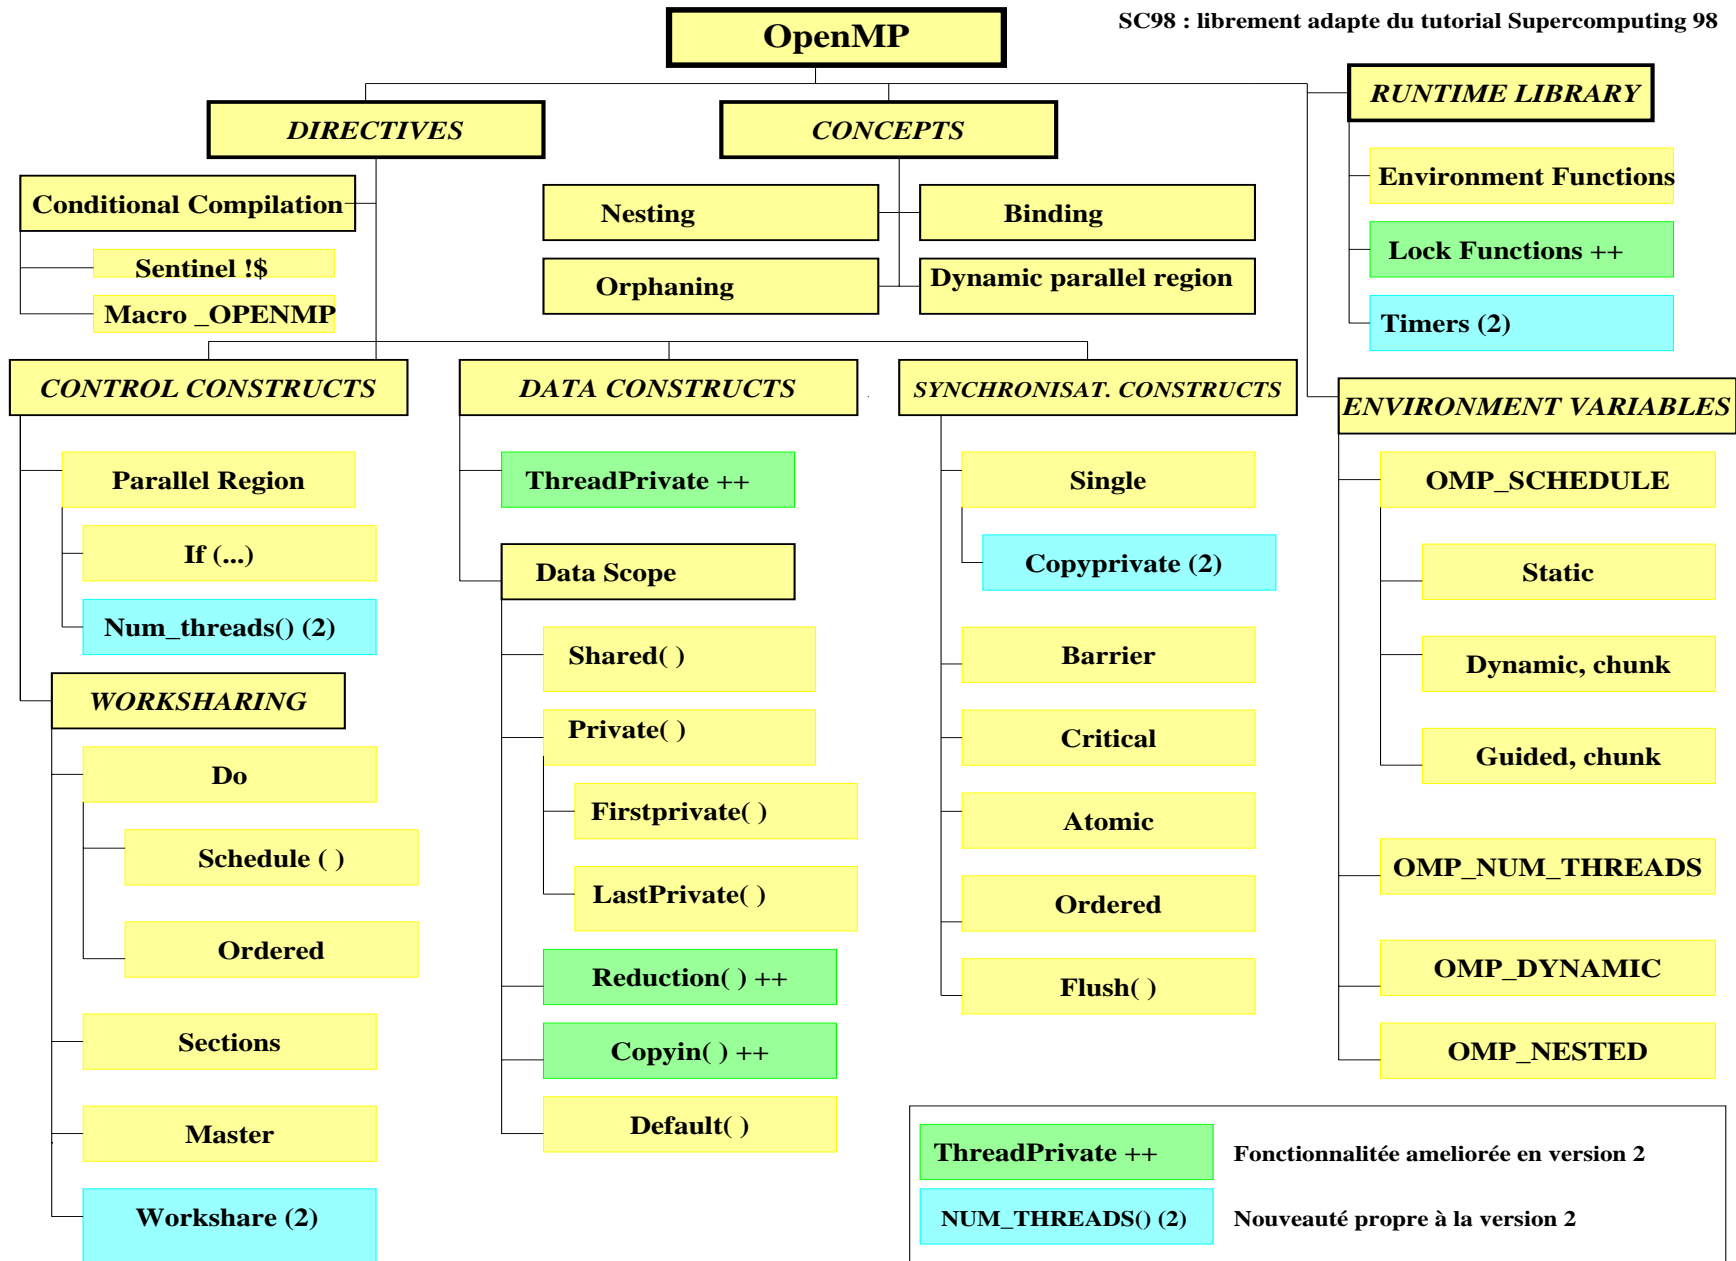 OpenMP
SC98 : librement adapte du tutorial Supercomputing 98
RUNTIME LIBRARY
DIRECTIVES
CONCEPTS
Environment Functions
Lock Functions ++
Timers (2)
Conditional Compilation
Sentinel !$
Macro _OPENMP
Nesting
Binding
Orphaning
Dynamic parallel region
CONTROL CONSTRUCTS
DATA CONSTRUCTS
SYNCHRONISAT. CONSTRUCTS
ENVIRONMENT VARIABLES
Parallel Region
If (...)
Num_threads() (2)
WORKSHARING
Do
Schedule ( )
Ordered
Sections
Master
Workshare (2)
ThreadPrivate ++
Data Scope
Shared( )
Private( )
Firstprivate( )
LastPrivate( )
Reduction( ) ++
Copyin( ) ++
Default( )
Single
Copyprivate (2)
Barrier
Critical
Atomic
Ordered
Flush( )
OMP_SCHEDULE
Static
Dynamic, chunk
Guided, chunk
OMP_NUM_THREADS
OMP_DYNAMIC
OMP_NESTED
ThreadPrivate ++
Fonctionnalitée ameliorée en version 2
NUM_THREADS() (2)
Nouveauté propre à la version 2